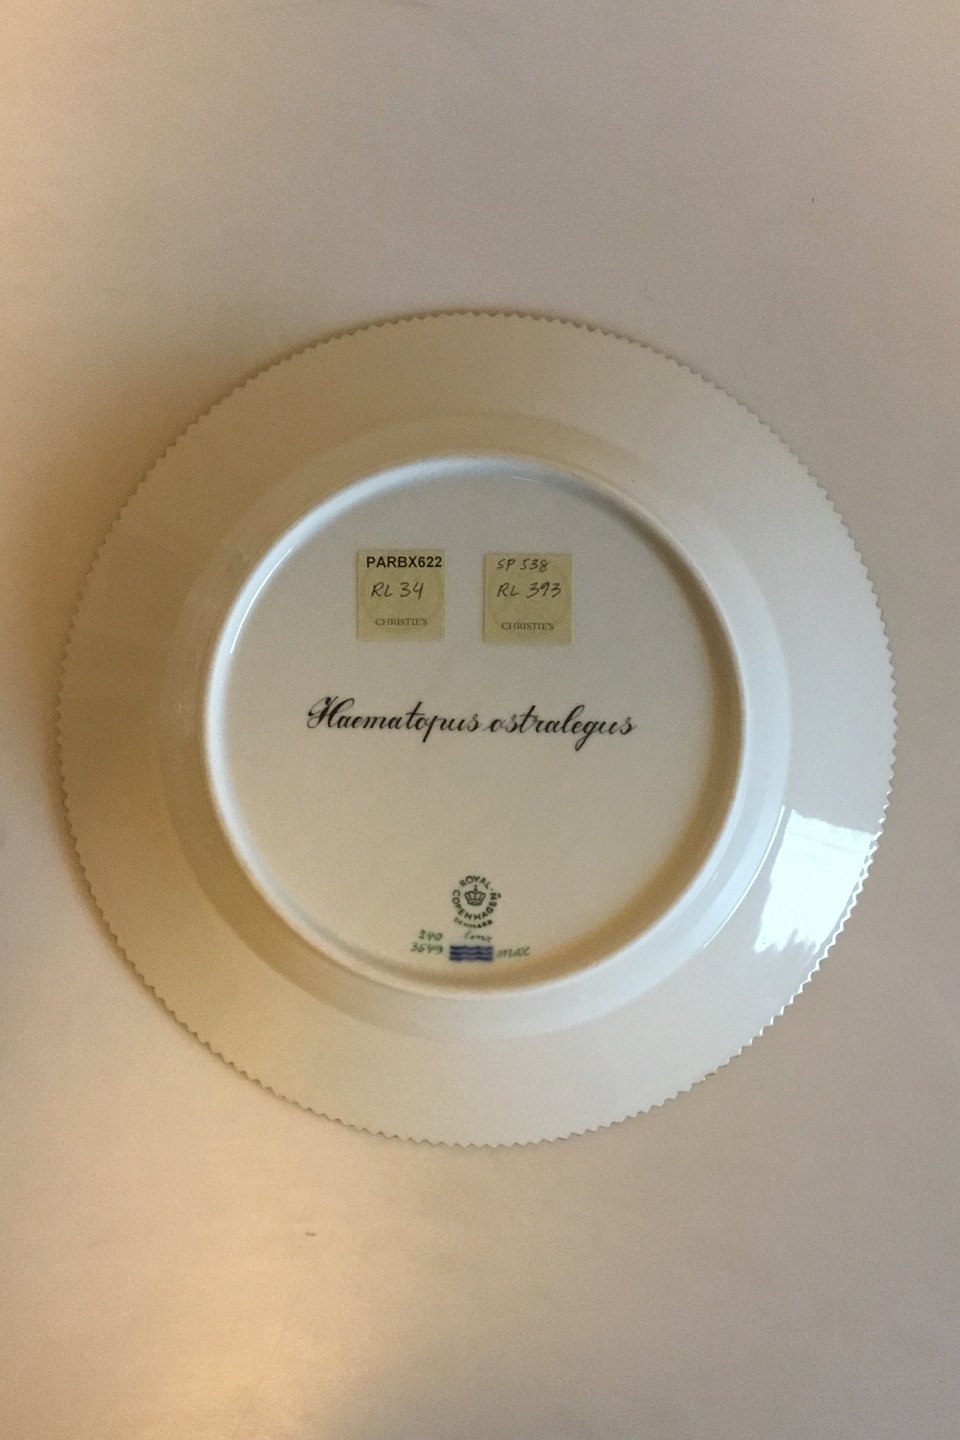 PARBX622
RL 34
CHRISTIE'S
SP 538
RL 393
CHRISTIE'S
Haematopus ostralegus
ROYAL
COPENHAGEN
DENMARK
240
3549
max